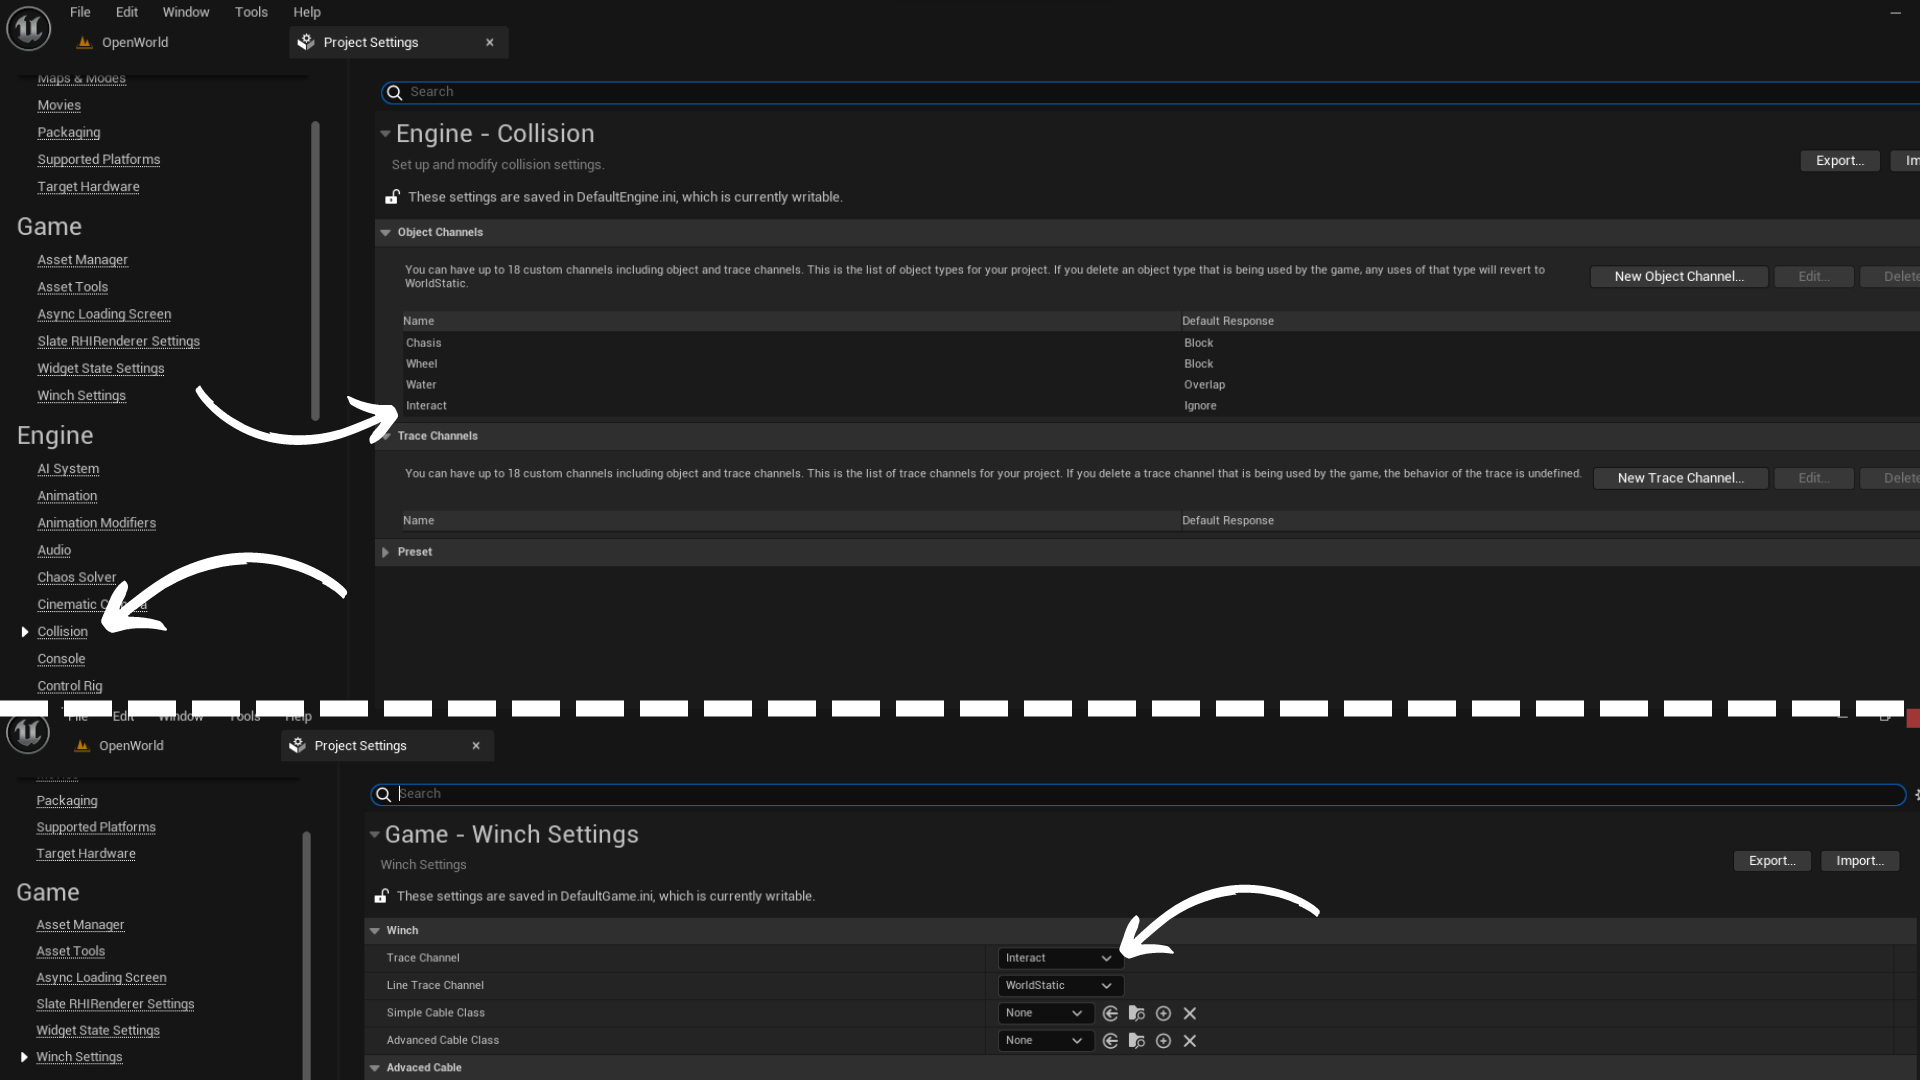 File Edit Window Tools Help
OpenWorld Project Settings
Maps & Modes
Movies
Packaging
Supported Platforms
Target Hardware
Game
Asset Manager
Asset Tools
Async Loading Screen
Slate RHIRenderer Settings
Widget State Settings
Winch Settings
Engine
AI System
Animation
Animation Modifiers
Audio
Chaos Solver
Cinematic
Collision
Console
Control Rig
Search
Engine - Collision
Set up and modify collision settings.
Export...
These settings are saved in DefaultEngine.ini, which is currently writable.
Object Channels
You can have up to 18 custom channels including object and trace channels. This is the list of object types for your project. If you delete an object type that is being used by the game, any uses of that type will revert to
WorldStatic.
New Object Channel... Edit... Delete
Name Default Response
Chasis Block
Wheel Block
Water Overlap
Interact Ignore
Trace Channels
You can have up to 18 custom channels including object and trace channels. This is the list of trace channels for your project. If you delete a trace channel that is being used by the game, the behavior of the trace is undefined.
New Trace Channel... Edit... Delete
Name Default Response
Preset
File Edit Window Tools Help
OpenWorld Project Settings
Packaging
Supported Platforms
Target Hardware
Game
Asset Manager
Asset Tools
Async Loading Screen
Slate RHIRenderer Settings
Widget State Settings
Winch Settings
Search
Game - Winch Settings
Winch Settings
Export... Import...
These settings are saved in DefaultGame.ini, which is currently writable.
Winch
Trace Channel Interact
Line Trace Channel WorldStatic
Simple Cable Class None
Advanced Cable Class None
Advaced Cable